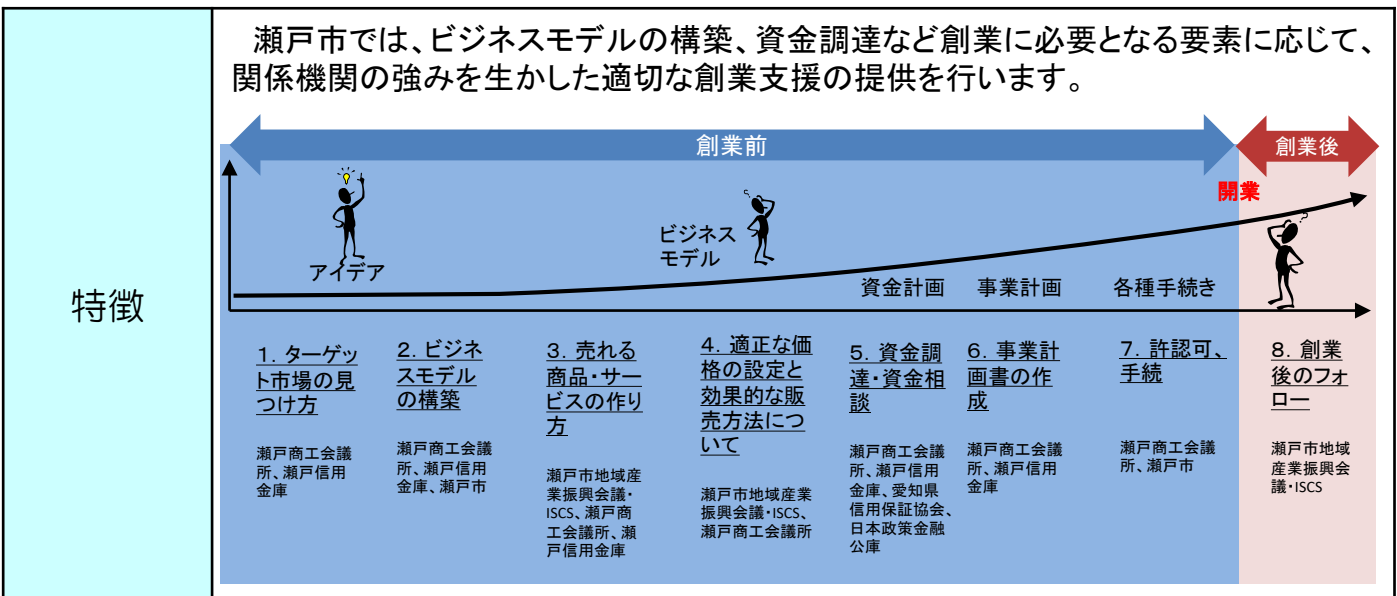 特徴
瀬戸市では、ビジネスモデルの構築、資金調達など創業に必要となる要素に応じて、
関係機関の強みを生かした適切な創業支援の提供を行います。
創業前
創業後
開業
アイデア
ビジネス
モデル
資金計画
事業計画
各種手続き
1．ターゲッ
ト市場の見
つけ方
瀬戸商工会議
所、瀬戸信用
金庫
2．ビジネ
スモデル
の構築
瀬戸商工会議
所、瀬戸信用
金庫、瀬戸市
3．売れる
商品・サー
ビスの作り
方
瀬戸市地域産
業振興会議・
ISCS、瀬戸商
工会議所、瀬
戸信用金庫
4．適正な価
格の設定と
効果的な販
売方法につ
いて
瀬戸市地域産業
振興会議・ISCS、
瀬戸商工会議所
5．資金調
達・資金相
談
瀬戸商工会議
所、瀬戸信用
金庫、愛知県
信用保証協会、
日本政策金融
公庫
6．事業計
画書の作
成
瀬戸商工会議
所、瀬戸信用
金庫
7．許認可、
手続
瀬戸商工会議
所、瀬戸市
8．創業
後のフォ
ロー
瀬戸市地域
産業振興会
議・ISCS